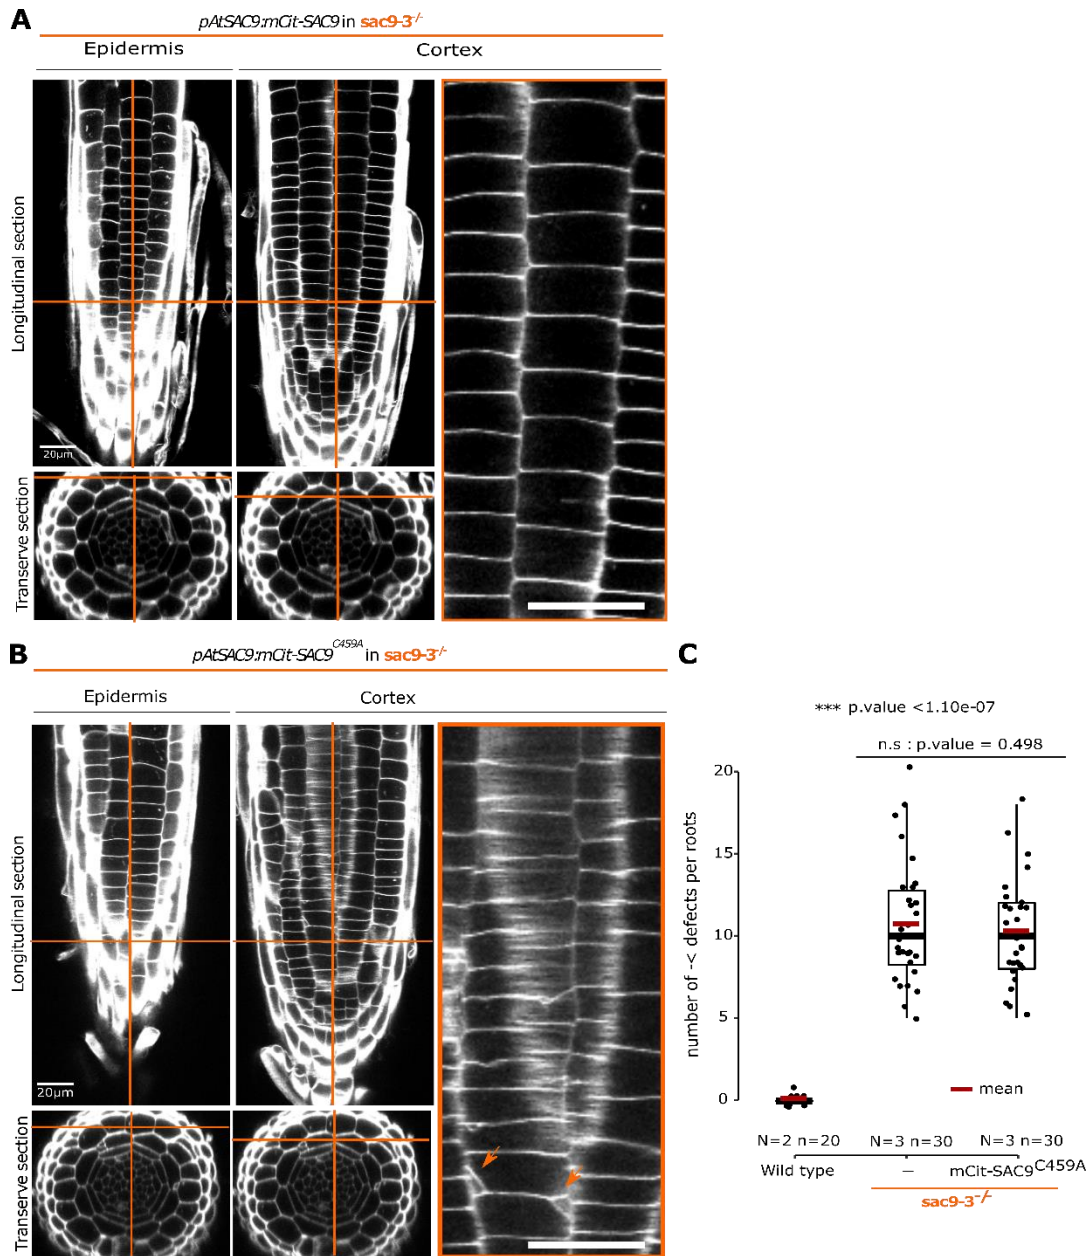 A
pAtSAC9:mCit-SAC9 in sac9-3-/-
Epidermis
Cortex
Longitudinal section
20µm
Transerve section
B
pAtSAC9:mCit-SAC9C459A in sac9-3-/-
Epidermis
Cortex
Longitudinal section
20µm
Transerve section
C
*** p.value <1.10e-07
n.s : p.value = 0.498
number of -< defects per roots
20
15
10
5
0
mean
N=2 n=20 N=3 n=30 N=3 n=30
Wild type – mCit-SAC9C459A
sac9-3-/-